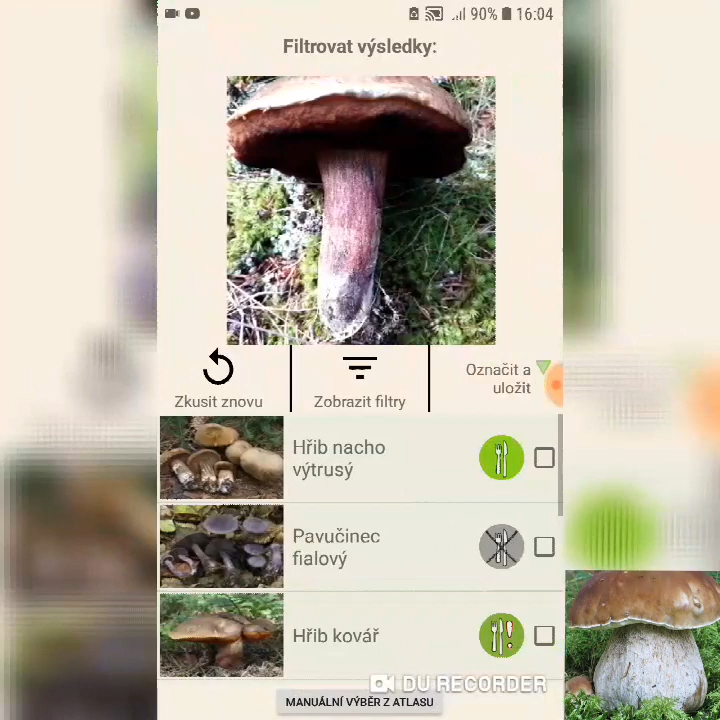 90% 16:04
Filtrovat výsledky:
Zkusit znovu
Zobrazit filtry
Označit a
uložit
Hřib nacho
výtrusý
Pavučinec
fialový
Hřib kovář
DU RECORDER
MANUÁLNÍ VÝBĚR Z ATLASU